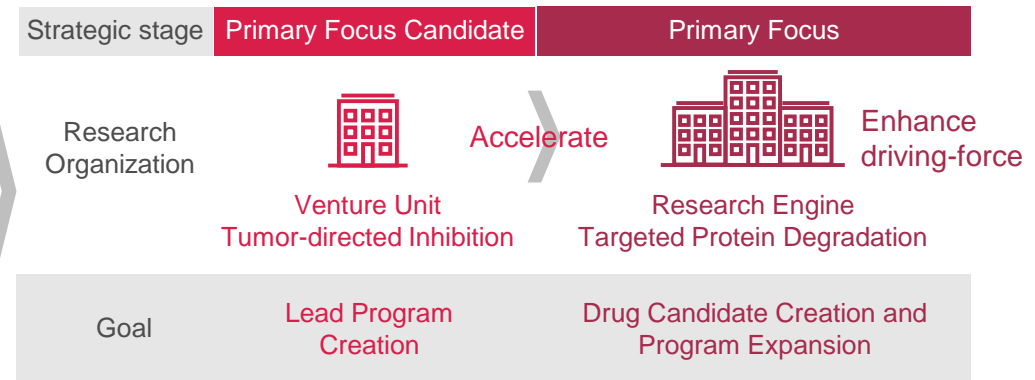 Strategic stage
Primary Focus Candidate
Primary Focus
Research
Organization
Accelerate
Enhance
driving-force
Venture Unit
Tumor-directed Inhibition
Research Engine
Targeted Protein Degradation
Goal
Lead Program
Creation
Drug Candidate Creation and
Program Expansion